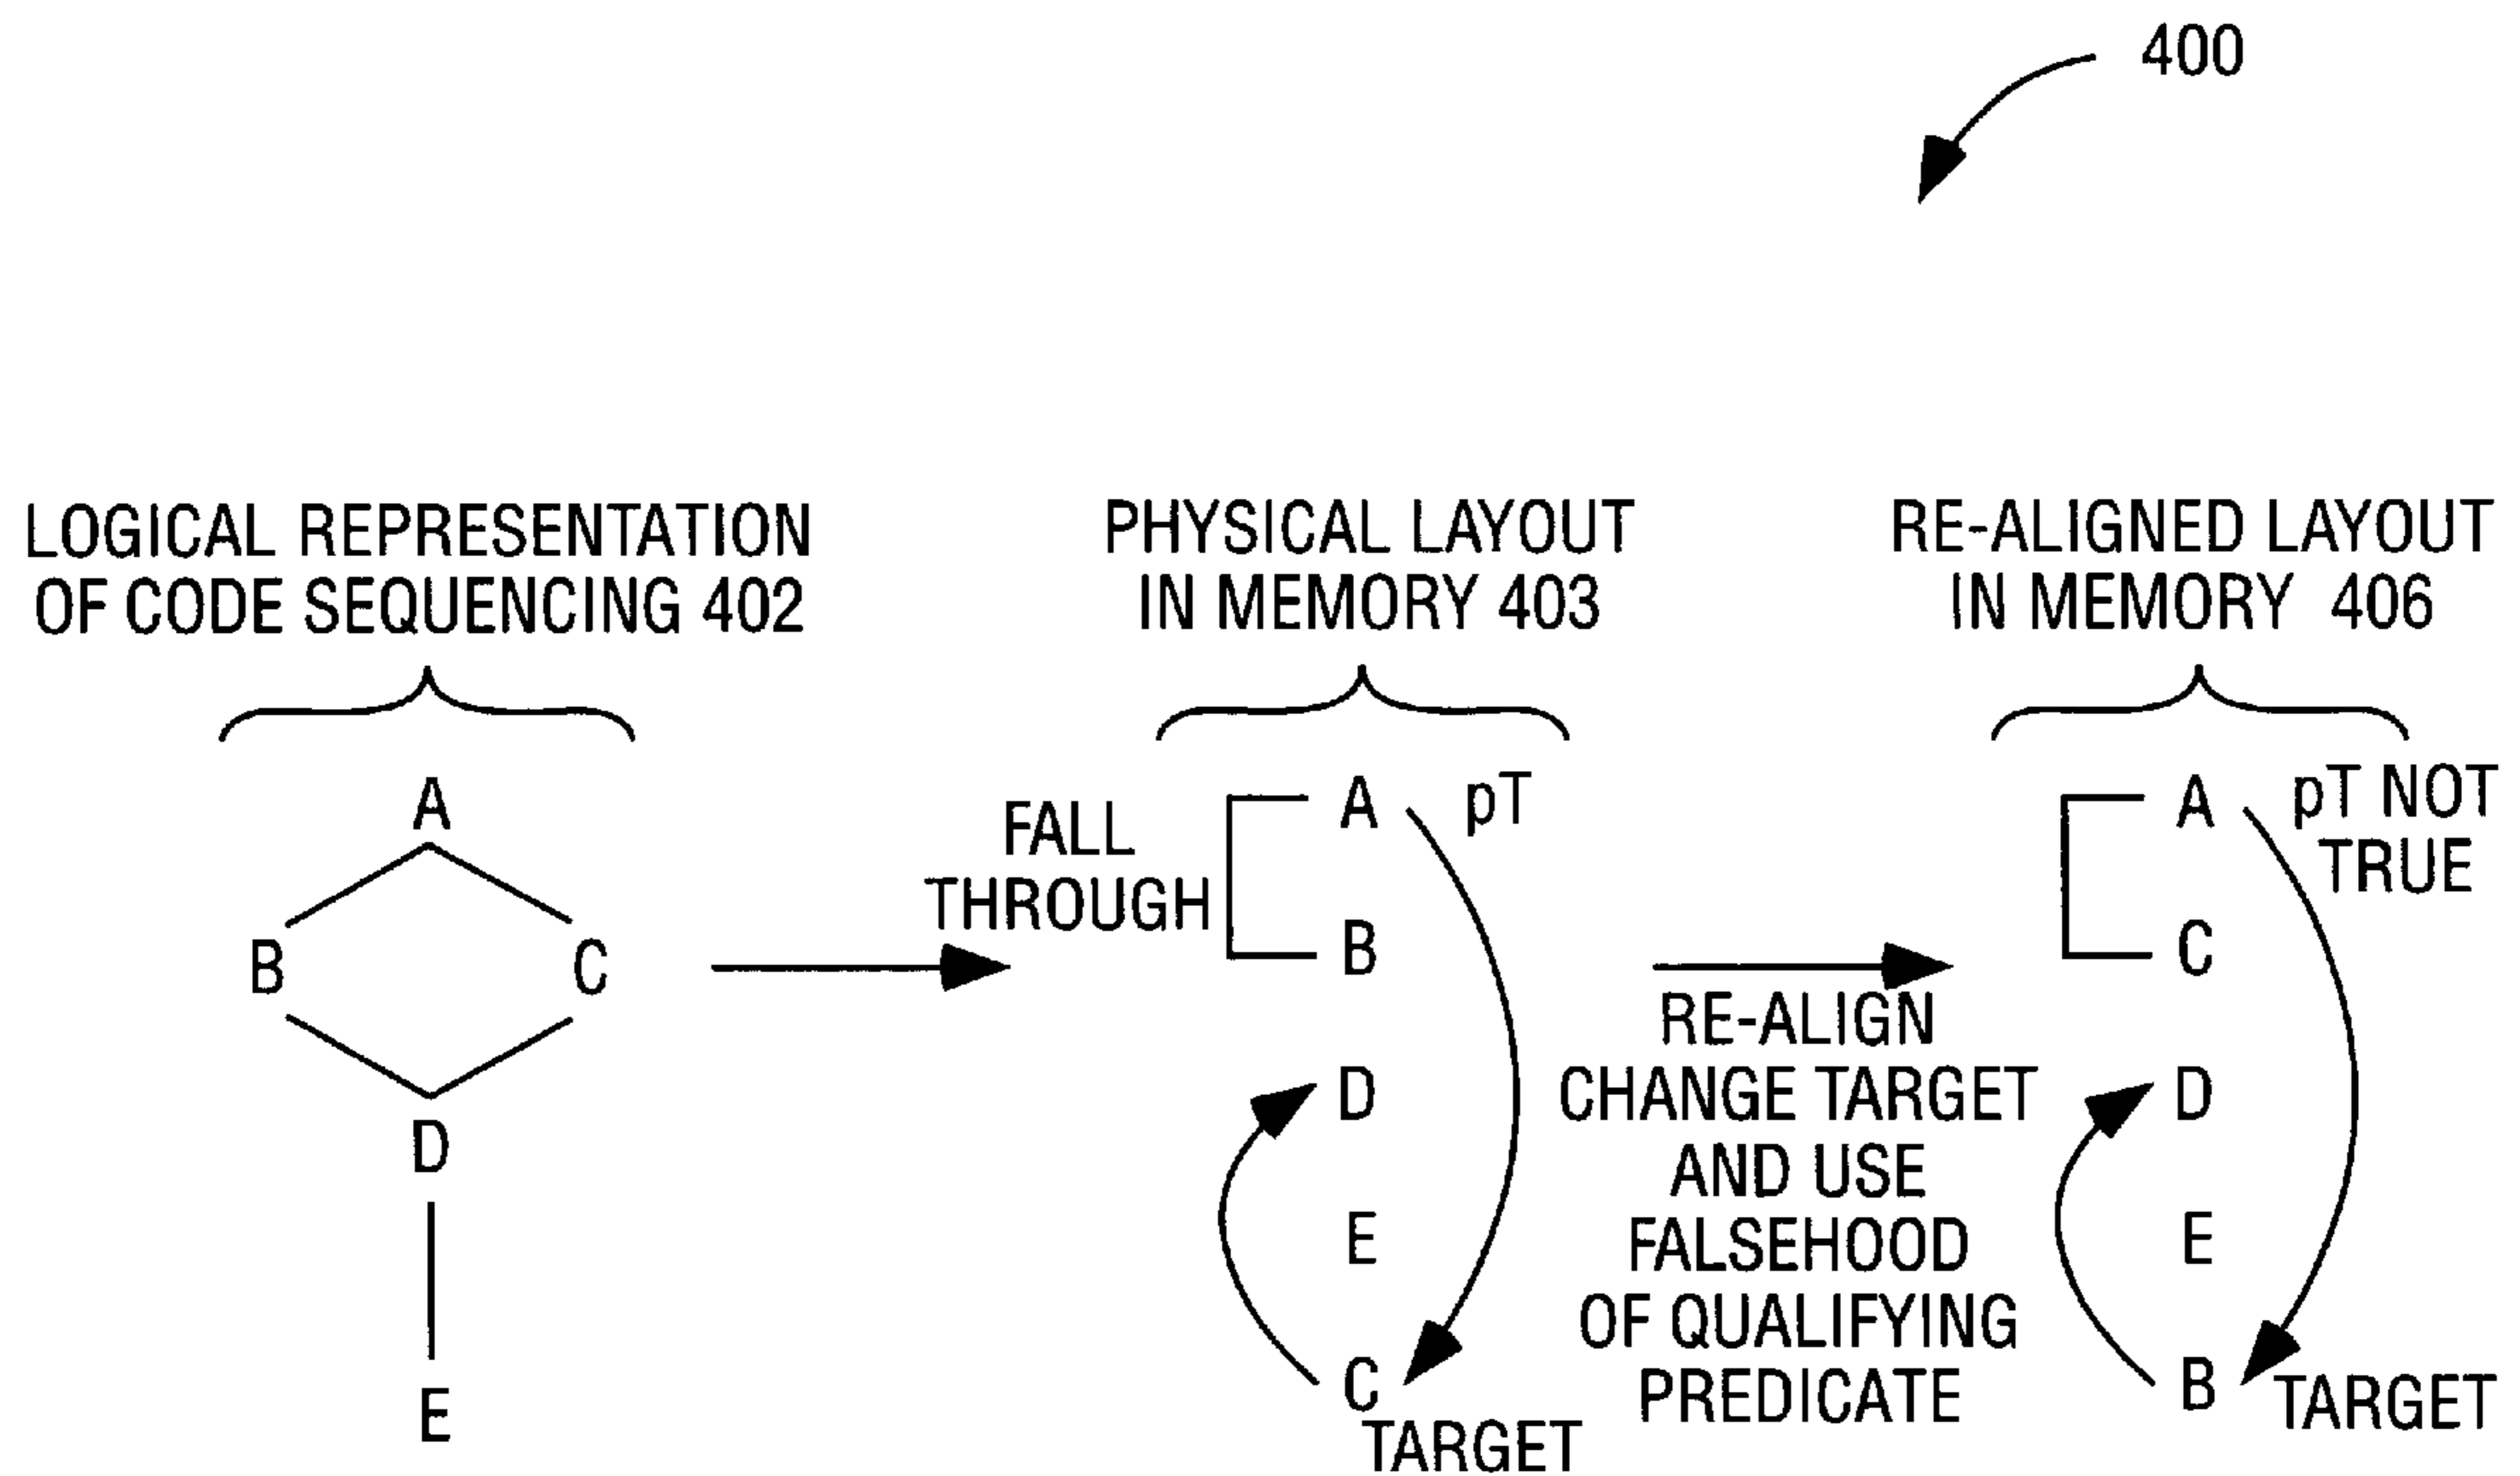 400
LOGICAL REPRESENTATION
OF CODE SEQUENCING 402
A
B
C
D
E
PHYSICAL LAYOUT
IN MEMORY 403
FALL
THROUGH
A
pT
B
D
E
C
TARGET
RE-ALIGN
CHANGE TARGET
AND USE
FALSEHOOD
OF QUALIFYING
PREDICATE
RE-ALIGNED LAYOUT
IN MEMORY 406
A
pT NOT
TRUE
C
D
E
B
TARGET